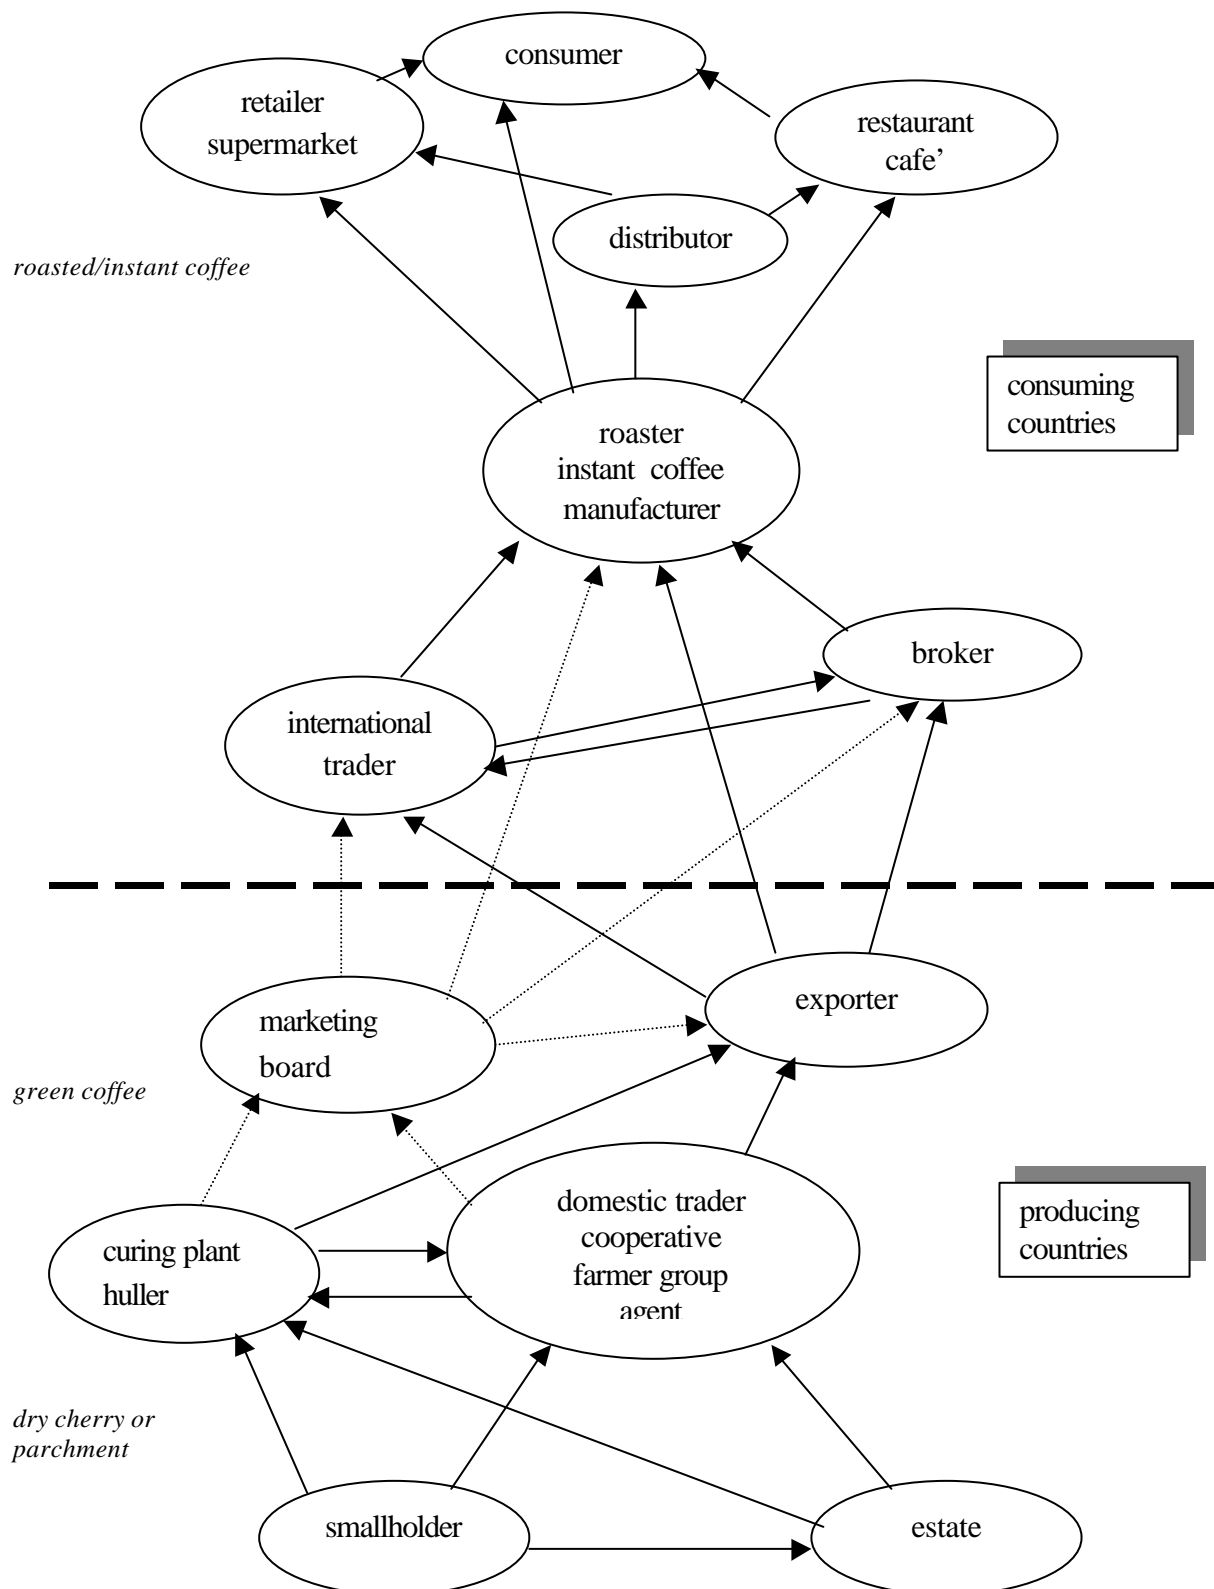 consumer
retailer
supermarket
restaurant
cafe’
distributor
roasted/instant coffee
consuming
countries
roaster
instant coffee
manufacturer
broker
international
trader
exporter
marketing
board
green coffee
domestic trader
cooperative
farmer group
agent
producing
countries
curing plant
huller
dry cherry or
parchment
smallholder
estate